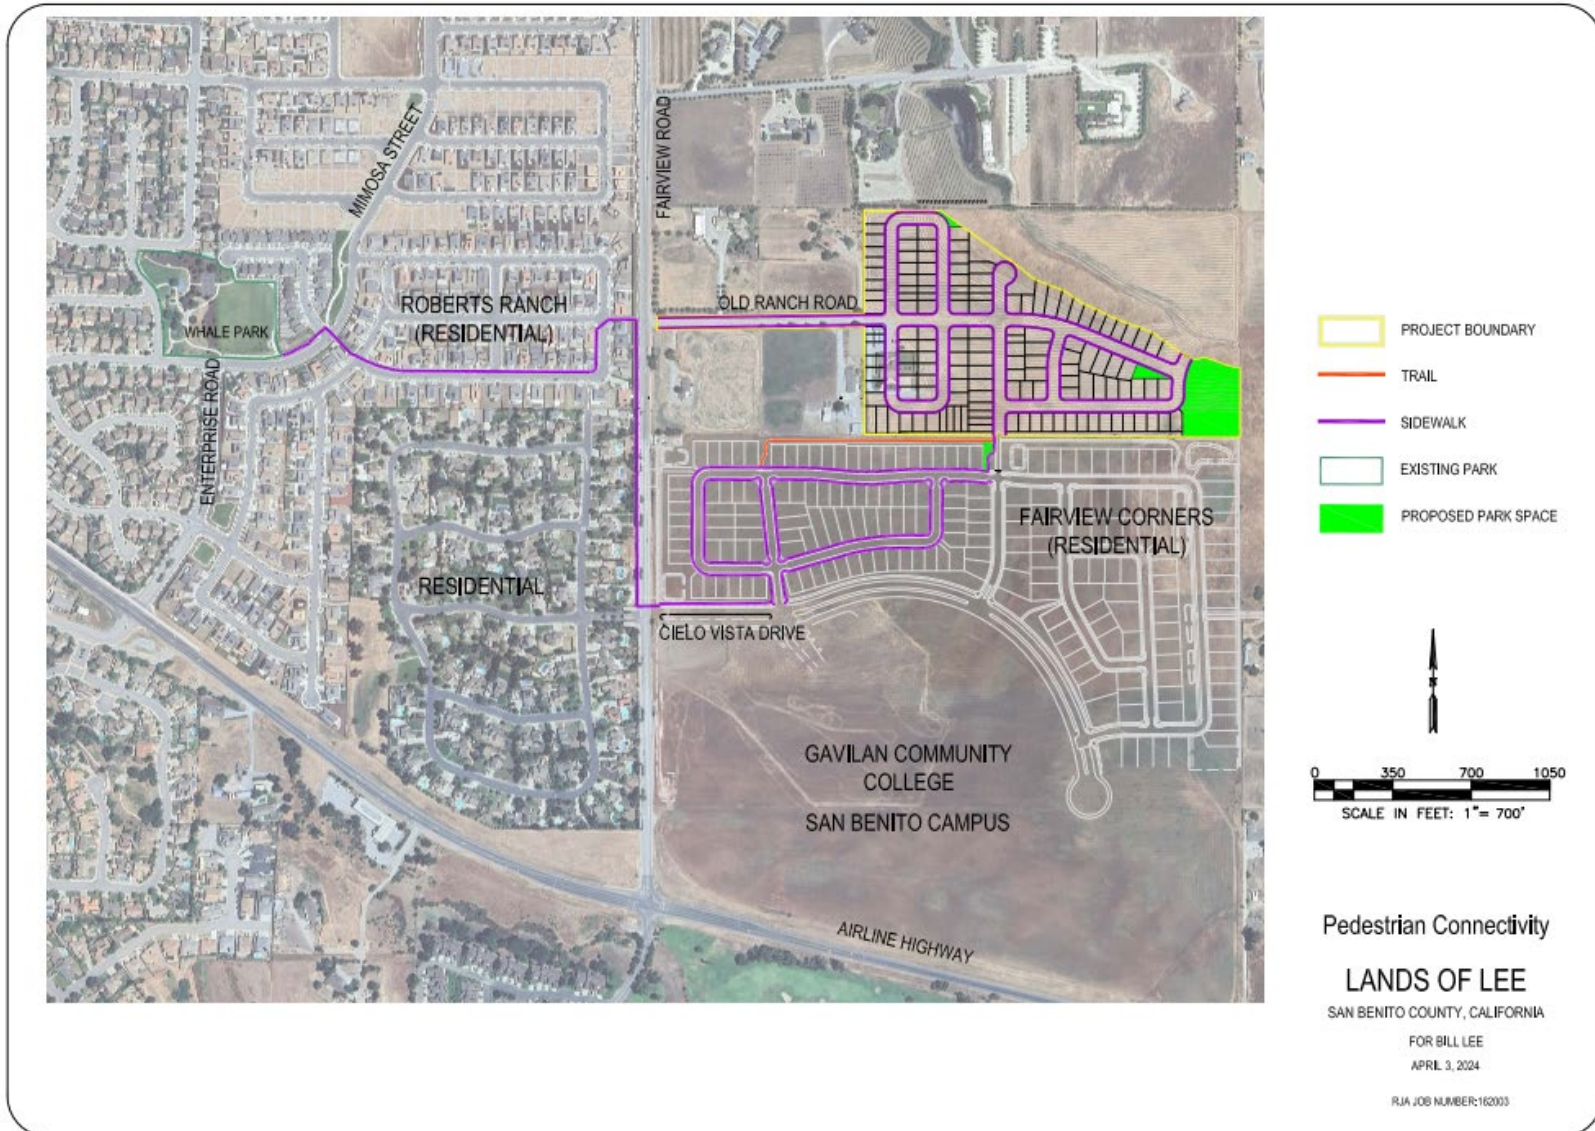 MIMOSA STREET
FAIRVIEW ROAD
ROBERTS RANCH
(RESIDENTIAL)
OLD RANCH ROAD
WHALE PARK
ENTERPRISE ROAD
FAIRVIEW CORNERS
(RESIDENTIAL)
RESIDENTIAL
CIELO VISTA DRIVE
GAVILAN COMMUNITY
COLLEGE
SAN BENITO CAMPUS
AIRLINE HIGHWAY
PROJECT BOUNDARY
TRAIL
SIDEWALK
EXISTING PARK
PROPOSED PARK SPACE
N
0 350 700 1050
SCALE IN FEET: 1"= 700'
Pedestrian Connectivity
LANDS OF LEE
SAN BENITO COUNTY, CALIFORNIA
FOR BILL LEE
APRIL 3, 2024
RJA JOB NUMBER:162003